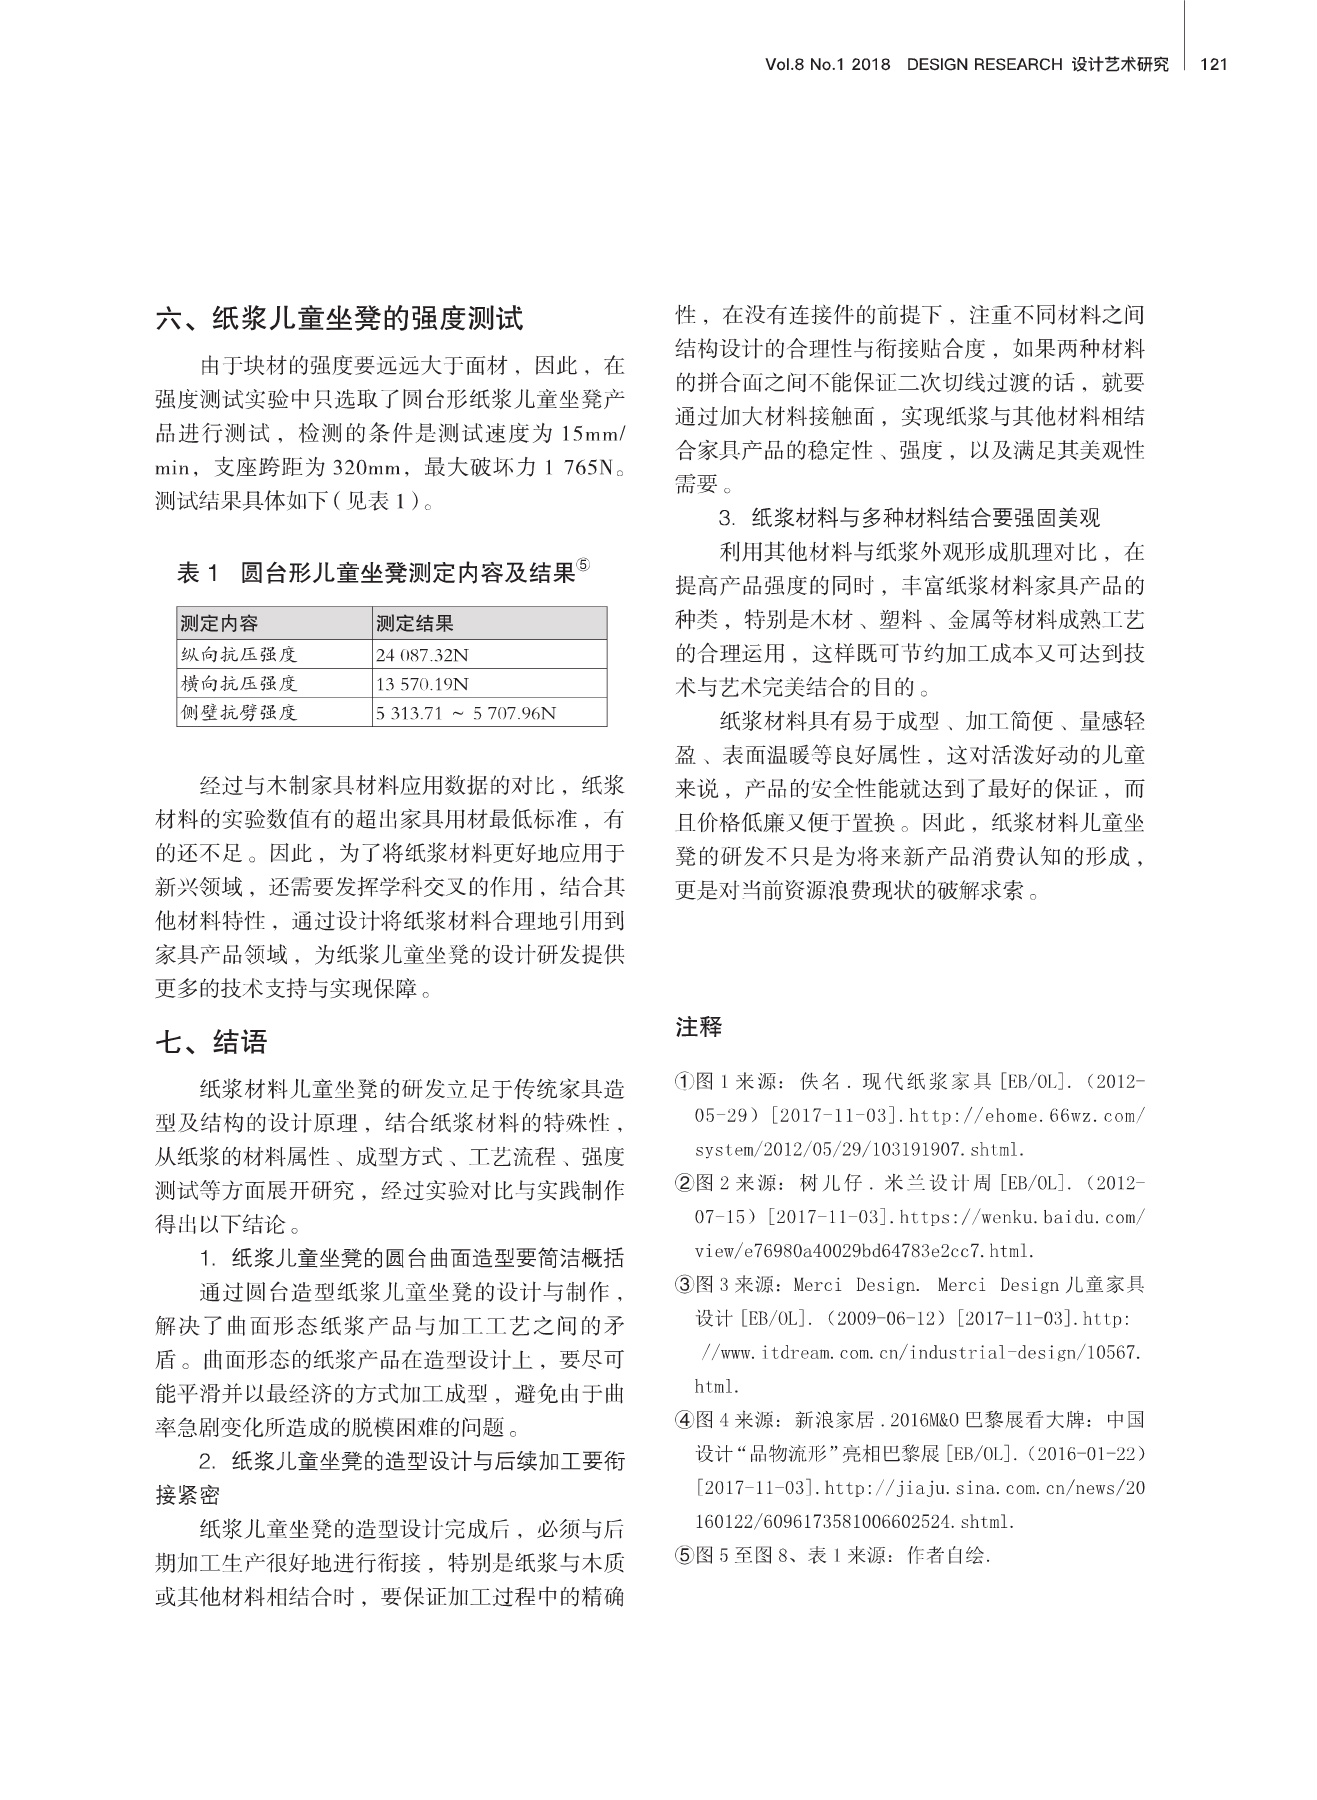 Vol.8 No.1 2018 DESIGN RESEARCH 设计艺术研究 121
六、纸浆儿童坐凳的强度测试
由于块材的强度要远远大于面材，因此，在
强度测试实验中只选取了圆台形纸浆儿童坐凳产
品进行测试，检测的条件是测试速度为 15mm/
min，支座跨距为 320mm，最大破坏力 1 765N。
测试结果具体如下（见表 1）。
表 1 圆台形儿童坐凳测定内容及结果⑤
测定内容 测定结果
纵向抗压强度 24 087.32N
横向抗压强度 13 570.19N
侧壁抗劈强度 5 313.71 ～ 5 707.96N
经过与木制家具材料应用数据的对比，纸浆
材料的实验数值有的超出家具用材最低标准，有
的还不足。因此，为了将纸浆材料更好地应用于
新兴领域，还需要发挥学科交叉的作用，结合其
他材料特性，通过设计将纸浆材料合理地引用到
家具产品领域，为纸浆儿童坐凳的设计研发提供
更多的技术支持与实现保障。
七、结语
纸浆材料儿童坐凳的研发立足于传统家具造
型及结构的设计原理，结合纸浆材料的特殊性，
从纸浆的材料属性、成型方式、工艺流程、强度
测试等方面展开研究，经过实验对比与实践制作
得出以下结论。
1. 纸浆儿童坐凳的圆台曲面造型要简洁概括
通过圆台造型纸浆儿童坐凳的设计与制作，
解决了曲面形态纸浆产品与加工工艺之间的矛
盾。曲面形态的纸浆产品在造型设计上，要尽可
能平滑并以最经济的方式加工成型，避免由于曲
率急剧变化所造成的脱模困难的问题。
2. 纸浆儿童坐凳的造型设计与后续加工要衔
接紧密
纸浆儿童坐凳的造型设计完成后，必须与后
期加工生产很好地进行衔接，特别是纸浆与木质
或其他材料相结合时，要保证加工过程中的精确
性，在没有连接件的前提下，注重不同材料之间
结构设计的合理性与衔接贴合度，如果两种材料
的拼合面之间不能保证二次切线过渡的话，就要
通过加大材料接触面，实现纸浆与其他材料相结
合家具产品的稳定性、强度，以及满足其美观性
需要。
3. 纸浆材料与多种材料结合要强固美观
利用其他材料与纸浆外观形成肌理对比，在
提高产品强度的同时，丰富纸浆材料家具产品的
种类，特别是木材、塑料、金属等材料成熟工艺
的合理运用，这样既可节约加工成本又可达到技
术与艺术完美结合的目的。
纸浆材料具有易于成型、加工简便、量感轻
盈、表面温暖等良好属性，这对活泼好动的儿童
来说，产品的安全性能就达到了最好的保证，而
且价格低廉又便于置换。因此，纸浆材料儿童坐
凳的研发不只是为将来新产品消费认知的形成，
更是对当前资源浪费现状的破解求索。
注释
①图 1 来源：佚名．现代纸浆家具 [EB/OL].（2012-
05-29）[2017-11-03]. http://ehome.66wz.com/
system/2012/05/29/103191907.shtml.
②图 2 来源：树儿仔．米兰设计周 [EB/OL].（2012-
07-15）[2017-11-03]. https://wenku.baidu.com/
view/e76980a40029bd64783e2cc7.html.
③图 3 来源：Merci Design. Merci Design 儿童家具
设计 [EB/OL].（2009-06-12）[2017-11-03]. http:
//www.itdream.com.cn/industrial-design/10567.
html.
④图 4 来源：新浪家居 . 2016M&O 巴黎展看大牌：中国
设计“品物流形”亮相巴黎展 [EB/OL].（2016-01-22）
[2017-11-03]. http://jiaju.sina.com.cn/news/20
160122/6096173581006602524.shtml.
⑤图 5 至图 8、表 1 来源：作者自绘.